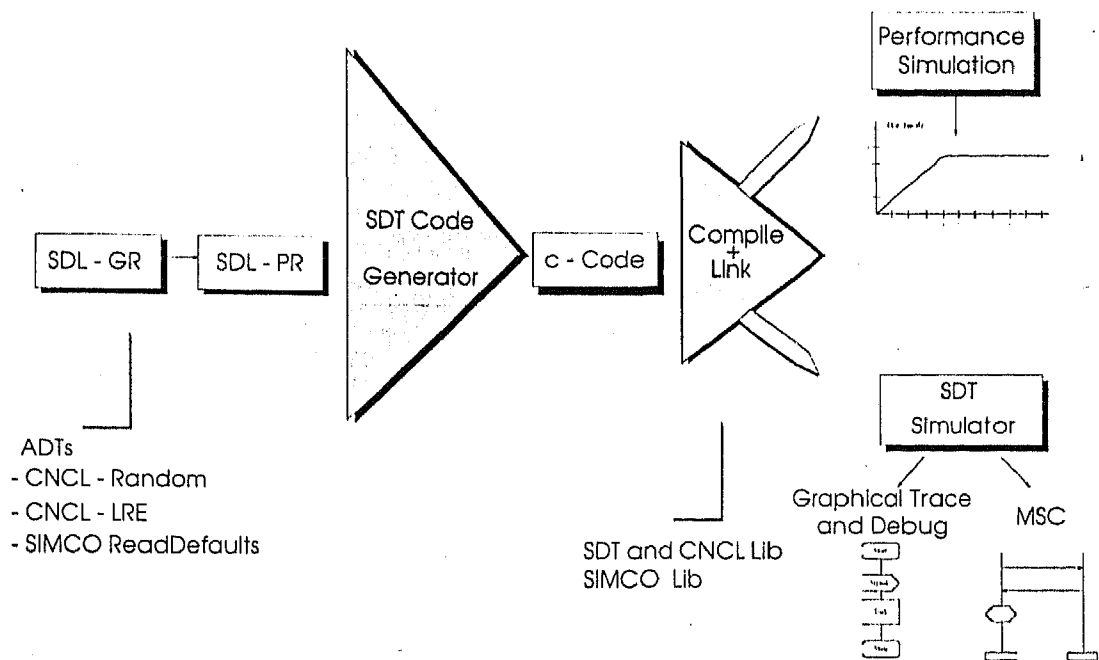 Performance
Simulation
SDL - GR
SDL - PR
SDT Code
Generator
c - Code
Compile
+
Link
SDT
Simulator
ADTs
- CNCL - Random
- CNCL - LRE
- SIMCO ReadDefaults
SDT and CNCL Lib
SIMCO Lib
Graphical Trace
and Debug
MSC